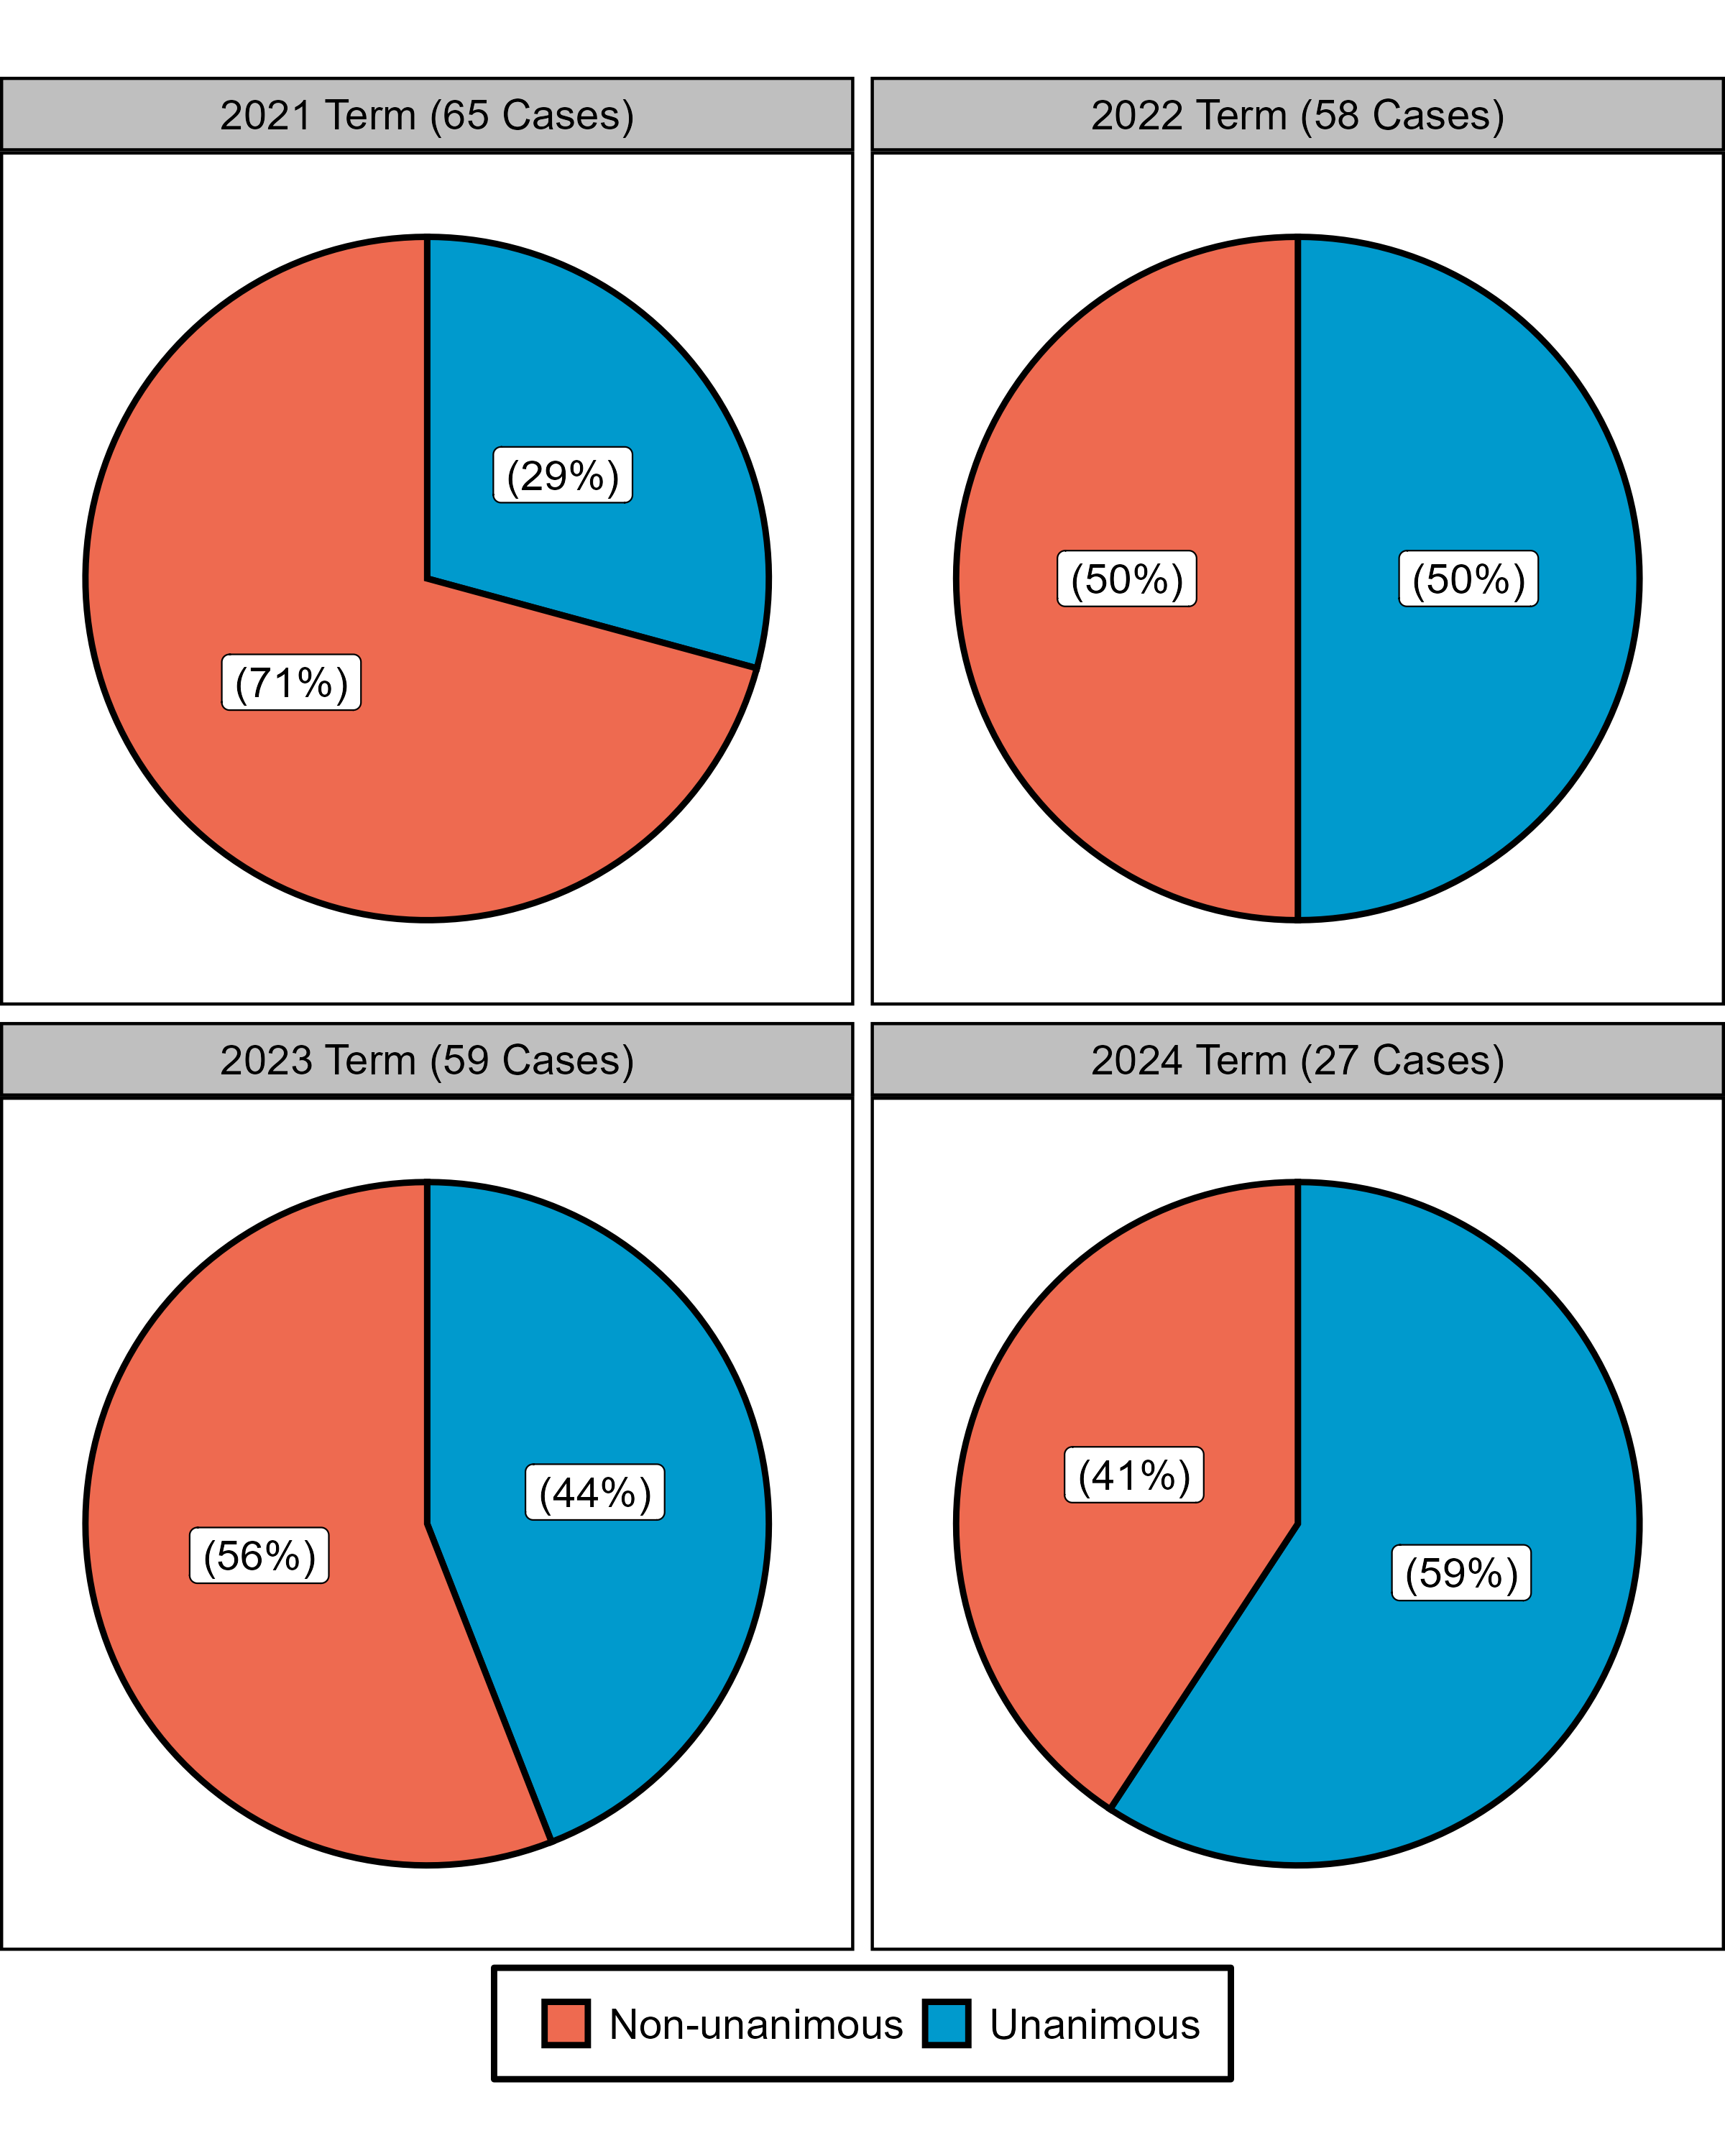 2021 Term (65 Cases)
(29%)
(71%)
2022 Term (58 Cases)
(50%)
(50%)
2023 Term (59 Cases)
(44%)
(56%)
2024 Term (27 Cases)
(41%)
(59%)
Non-unanimous
Unanimous